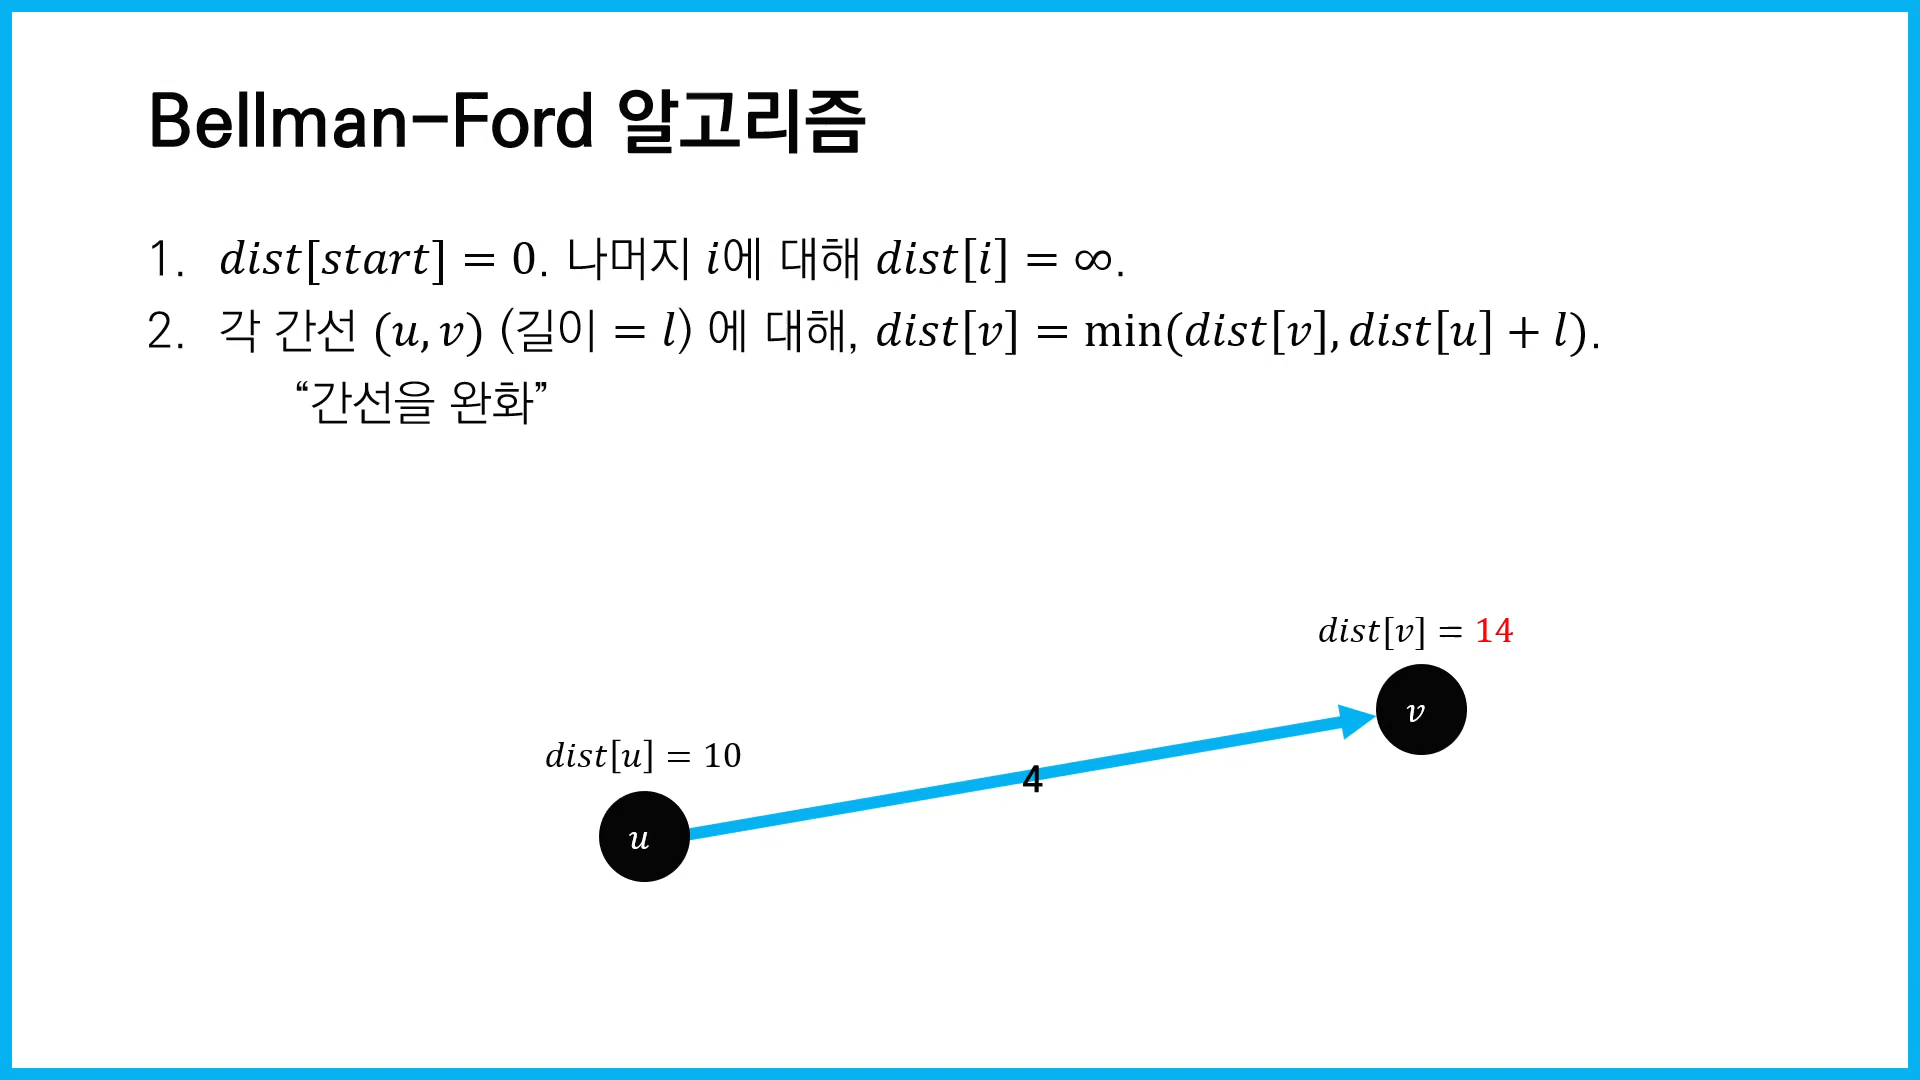 Bellman-Ford 알고리즘
1. dist[start] = 0. 나머지 i에 대해 dist[i] = ∞.
2. 각 간선 (u, v) (길이 = l) 에 대해, dist[v] = min(dist[v], dist[u] + l).
“간선을 완화”
dist[v] = 14
v
dist[u] = 10
4
u